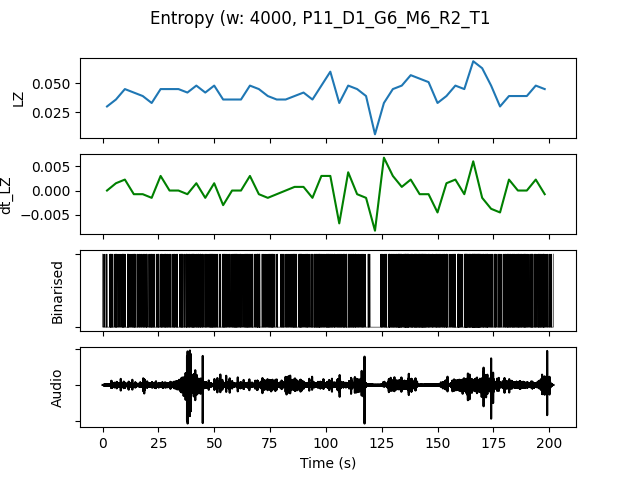 Entropy (w: 4000, P11_D1_G6_M6_R2_T1
LZ
0.050
0.025
dt_LZ
0.005
0.000
−0.005
Binarised
Audio
0 25 50 75 100 125 150 175 200
Time (s)